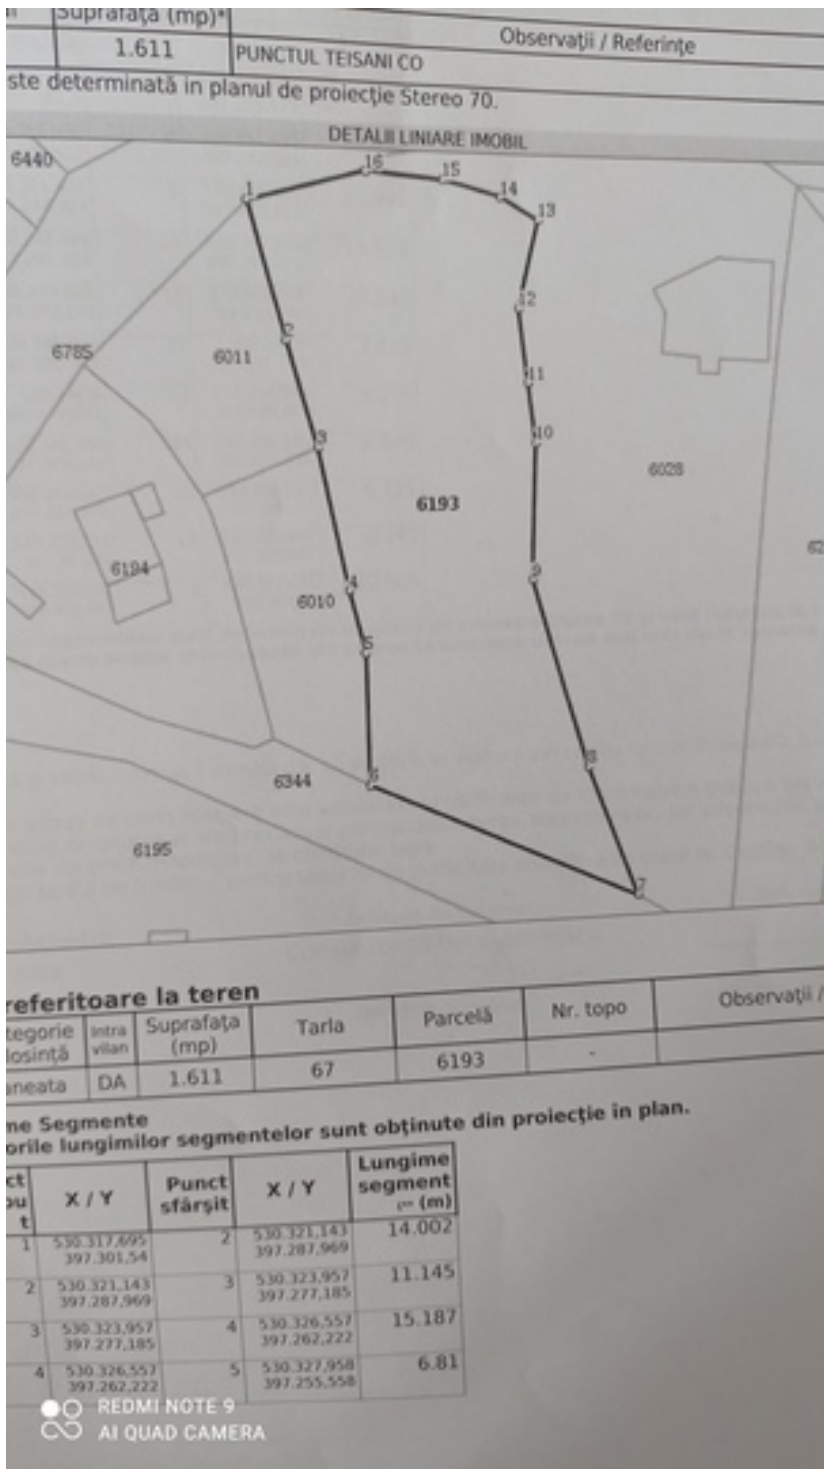 Suprafața (mp)*
Observații / Referințe
1.611
PUNCTUL TEISANI CO
ste determinată in planul de proiecție Stereo 70.
DETALII LINIARE IMOBIL
6440
1
16
15
14
13
12
2
6785
6011
11
3
10
6028
6193
62
9
6194
4
6010
5
8
6344
6
6195
7
referitoare la teren
tegorie
losință
Intra
vilan
Suprafața
(mp)
Tarla
Parcelă
Nr. topo
Observații /
aneata
DA
1.611
67
6193
-
me Segmente
orile lungimilor segmentelor sunt obținute din proiecție in plan.
ct
ou
t
X / Y
Punct
sfârșit
X / Y
Lungime
segment
(m)
1
530.317,695
397.301,54
2
530.321,143
397.287,969
14.002
2
530.321,143
397.287,969
3
530.323,957
397.277,185
11.145
3
530.323,957
397.277,185
4
530.326,557
397.262,222
15.187
4
530.326,557
397.262,222
5
530.327,958
397.255,558
6.81
REDMI NOTE 9
AI QUAD CAMERA